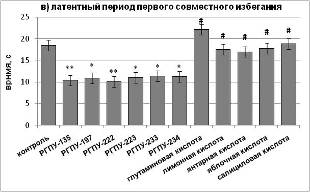 в) латентный период первого совместного избегания
время, с
25
20
15
10
5
0
** * ** * * * # # # # #
контроль
РГПУ-135
РГПУ-187
РГПУ-222
РГПУ-223
РГПУ-233
РГПУ-234
глутаминовая кислота
лимонная кислота
янтарная кислота
яблочная кислота
салициловая кислота